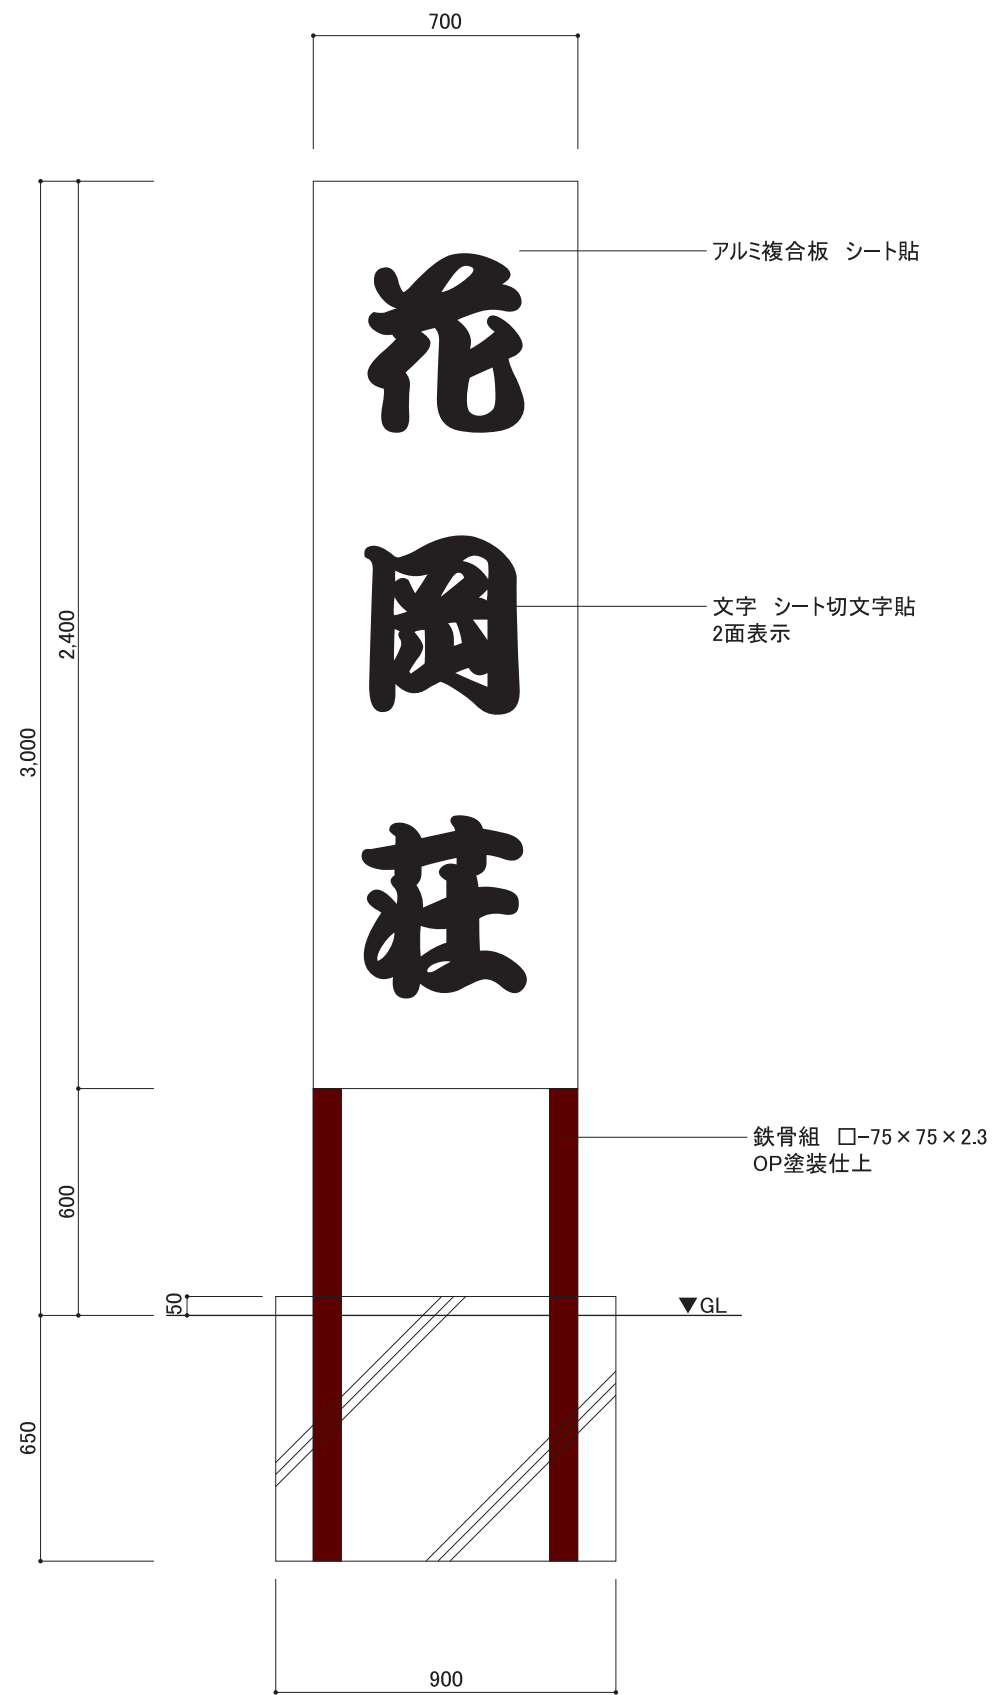 700
アルミ複合板　シート貼
花
岡
荘
文字　シート切文字貼
2面表示
2,400
3,000
鉄骨組　□−75×75×2.3
OP塗装仕上
600
50
▼GL
650
900